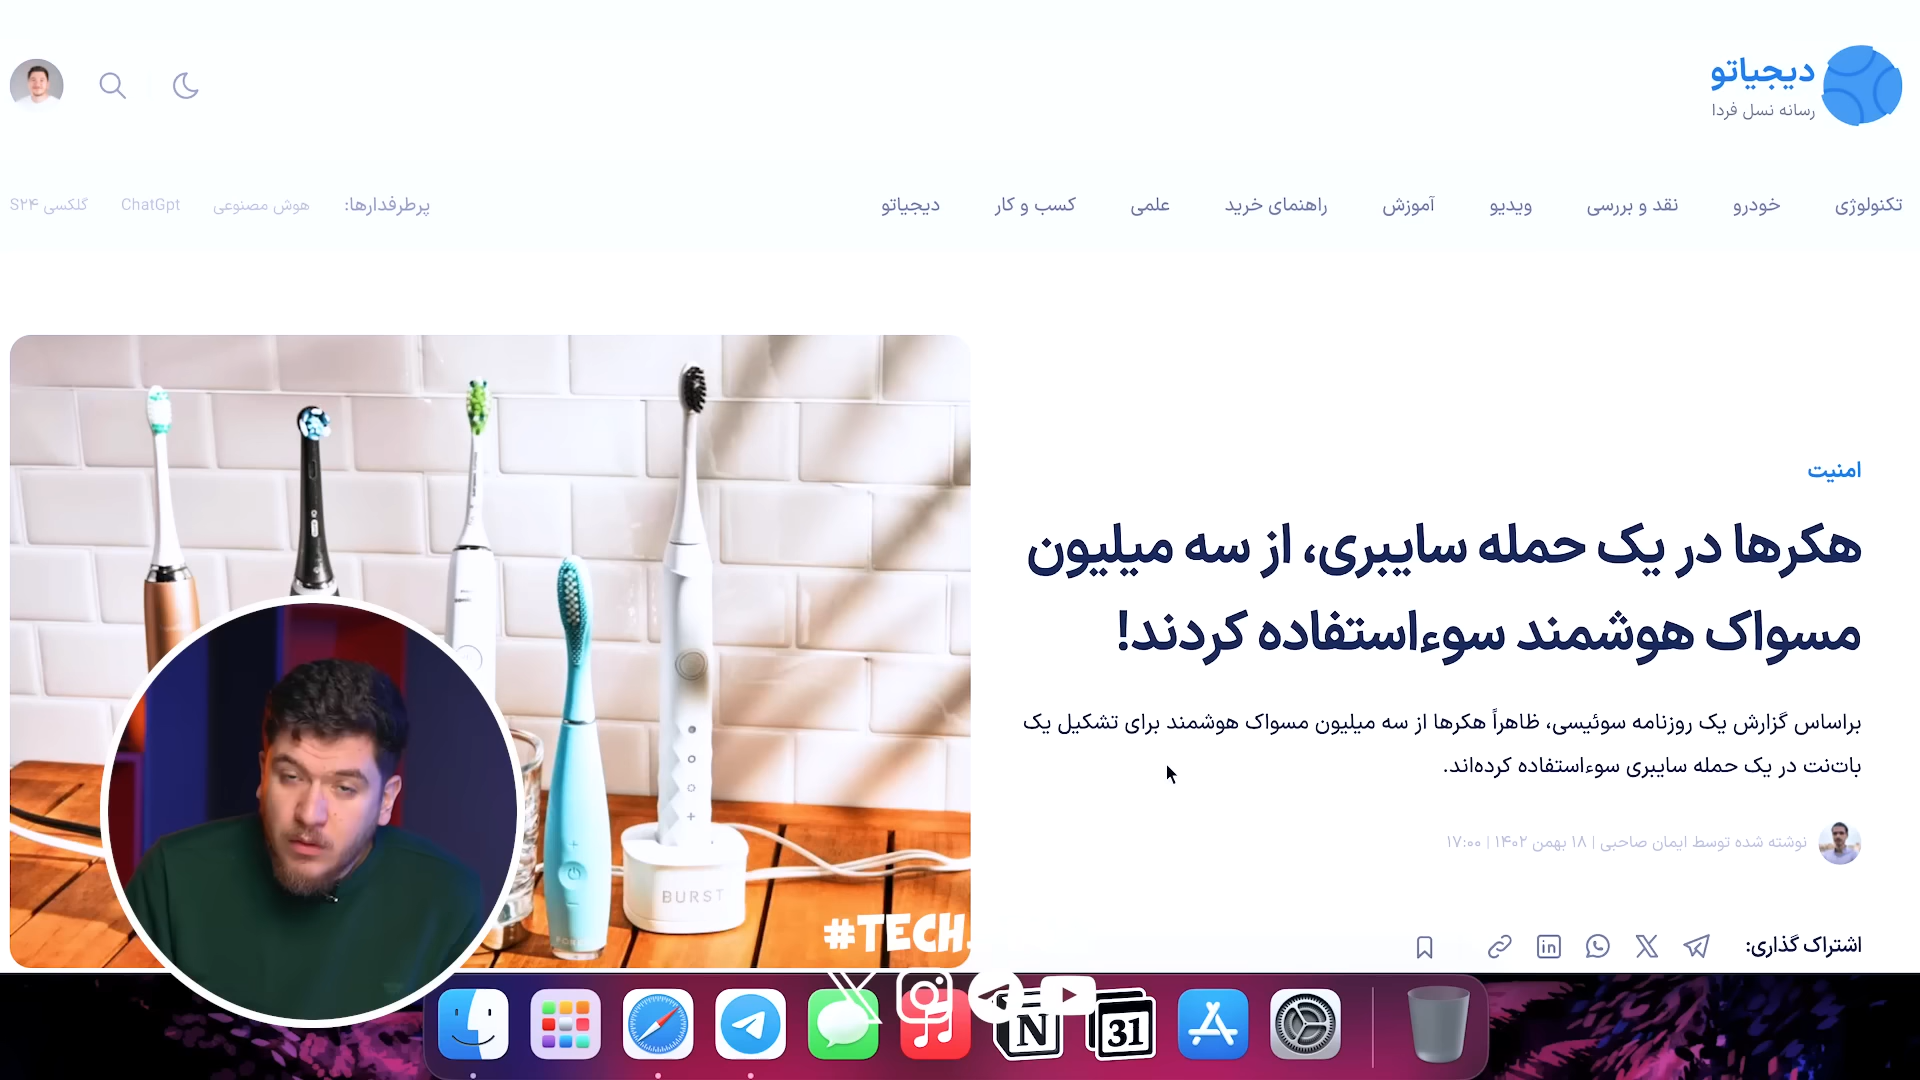 دیجیاتو
رسانه نسل فردا
تکنولوژی خودرو نقد و بررسی ویدیو آموزش راهنمای خرید علمی کسب و کار دیجیاتو
پرطرفدارها: هوش مصنوعی ChatGpt گلکسی S۲۴
امنیت
هکرها در یک حمله سایبری، از سه میلیون
مسواک هوشمند سوءاستفاده کردند!
براساس گزارش یک روزنامه سوئیسی، ظاهراً هکرها از سه میلیون مسواک هوشمند برای تشکیل یک
بات‌نت در یک حمله سایبری سوءاستفاده کرده‌اند.
نوشته شده توسط ایمان صاحبی | ۱۸ بهمن ۱۴۰۲ | ۱۷:۰۰
اشتراک گذاری:
BURST
#TECH
31